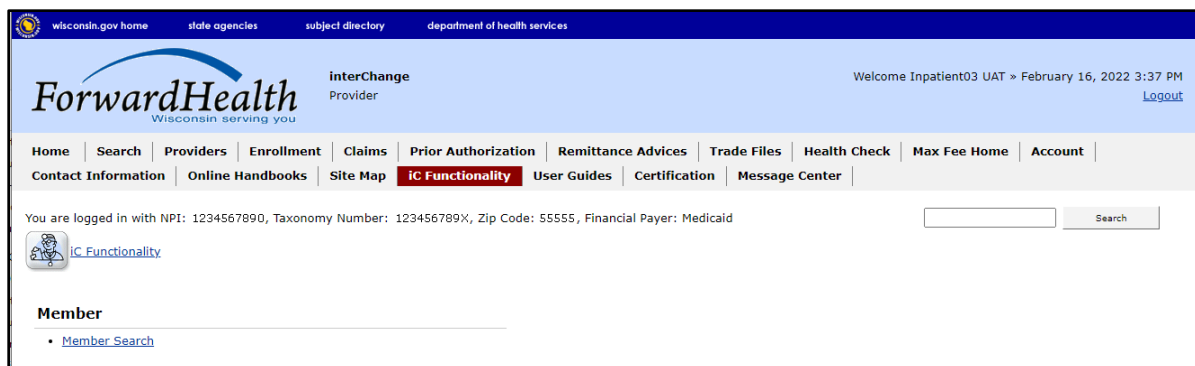 wisconsin.gov home state agencies subject directory department of health services
ForwardHealth
Wisconsin serving you
interChange
Provider
Welcome Inpatient03 UAT » February 16, 2022 3:37 PM
Logout
Home Search Providers Enrollment Claims Prior Authorization Remittance Advices Trade Files Health Check Max Fee Home Account
Contact Information Online Handbooks Site Map iC Functionality User Guides Certification Message Center
You are logged in with NPI: 1234567890, Taxonomy Number: 123456789X, Zip Code: 55555, Financial Payer: Medicaid
Search
iC Functionality
Member
• Member Search